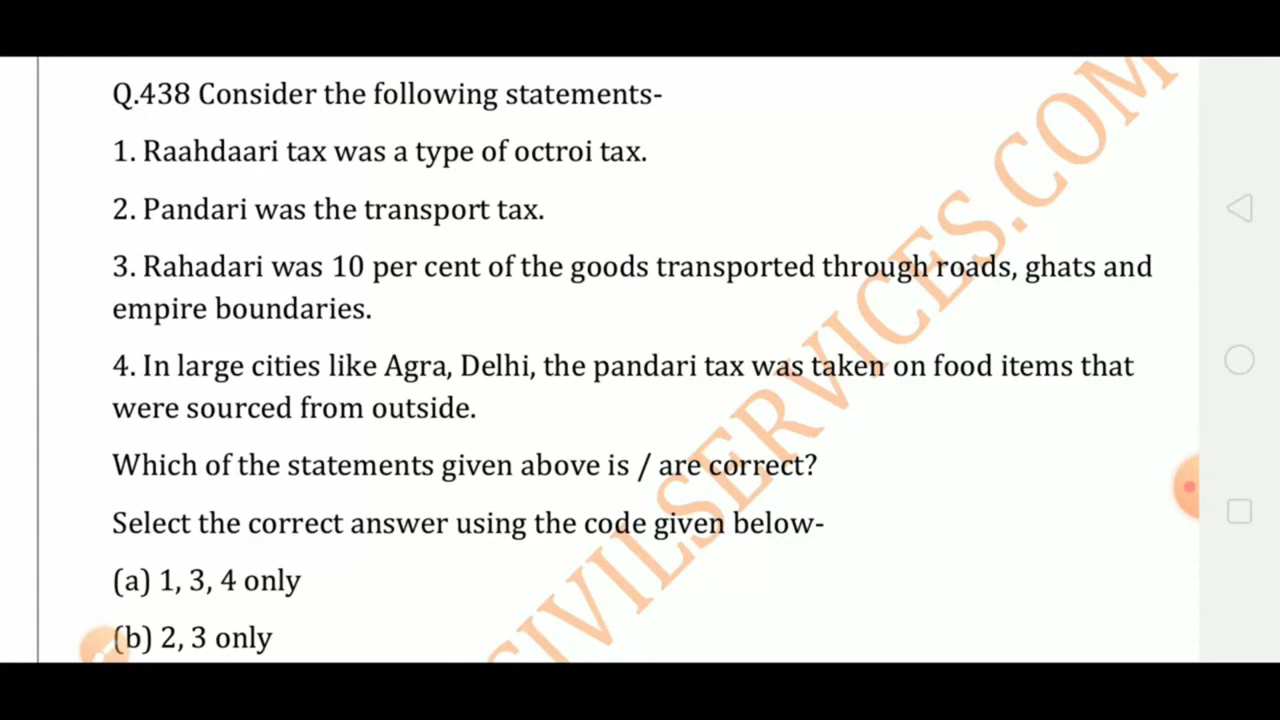 Q.438 Consider the following statements-
1. Raahdaari tax was a type of octroi tax.
2. Pandari was the transport tax.
3. Rahadari was 10 per cent of the goods transported through roads, ghats and
empire boundaries.
4. In large cities like Agra, Delhi, the pandari tax was taken on food items that
were sourced from outside.
Which of the statements given above is / are correct?
Select the correct answer using the code given below-
(a) 1, 3, 4 only
(b) 2, 3 only
CIVILSERVICES.COM